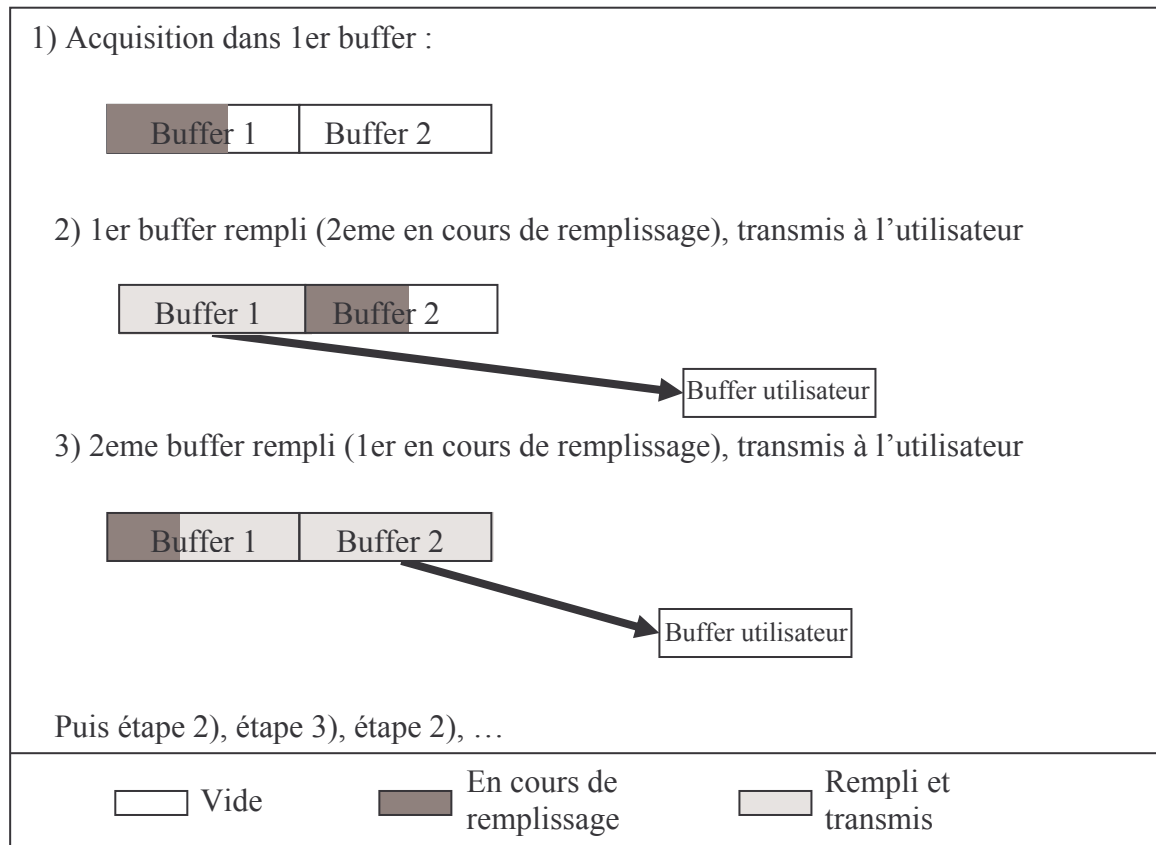 1) Acquisition dans 1er buffer :
Buffer 1 Buffer 2
2) 1er buffer rempli (2eme en cours de remplissage), transmis à l’utilisateur
Buffer 1 Buffer 2
Buffer utilisateur
3) 2eme buffer rempli (1er en cours de remplissage), transmis à l’utilisateur
Buffer 1 Buffer 2
Buffer utilisateur
Puis étape 2), étape 3), étape 2), …
Vide
En cours de
remplissage
Rempli et
transmis